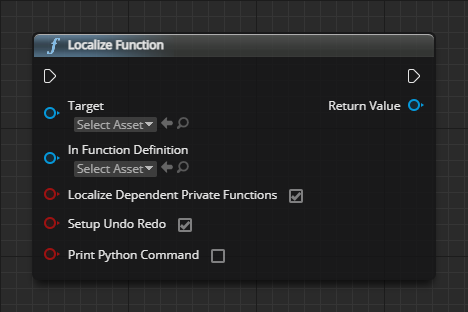 f Localize Function
Target
Return Value
Select Asset
In Function Definition
Select Asset
Localize Dependent Private Functions
Setup Undo Redo
Print Python Command